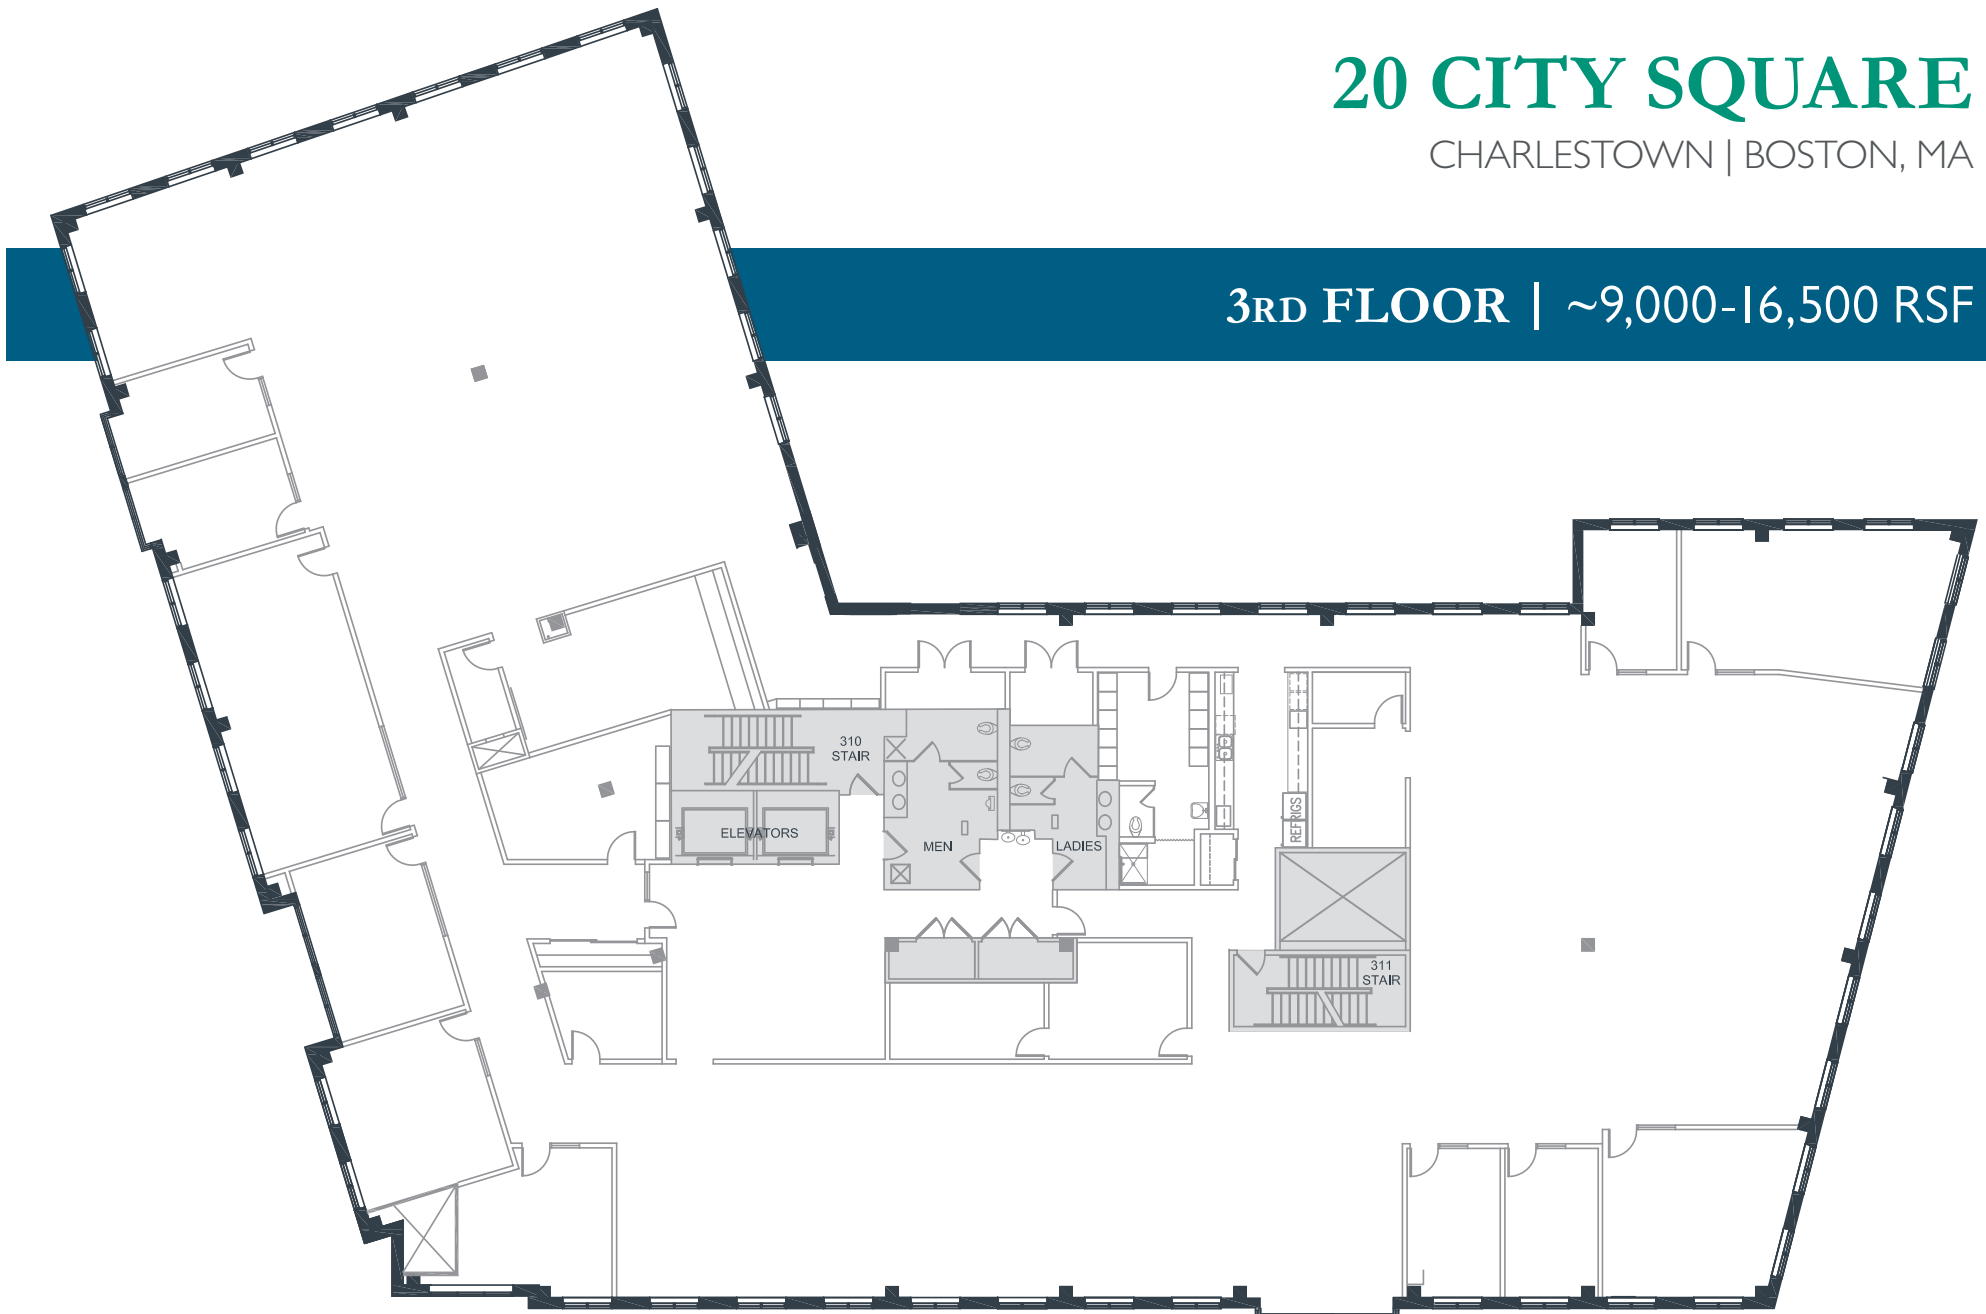 20 CITY SQUARE
CHARLESTOWN | BOSTON, MA
3RD FLOOR | ~9,000-16,500 RSF
310
STAIR
ELEVATORS
MEN
LADIES
REFRIGS
311
STAIR